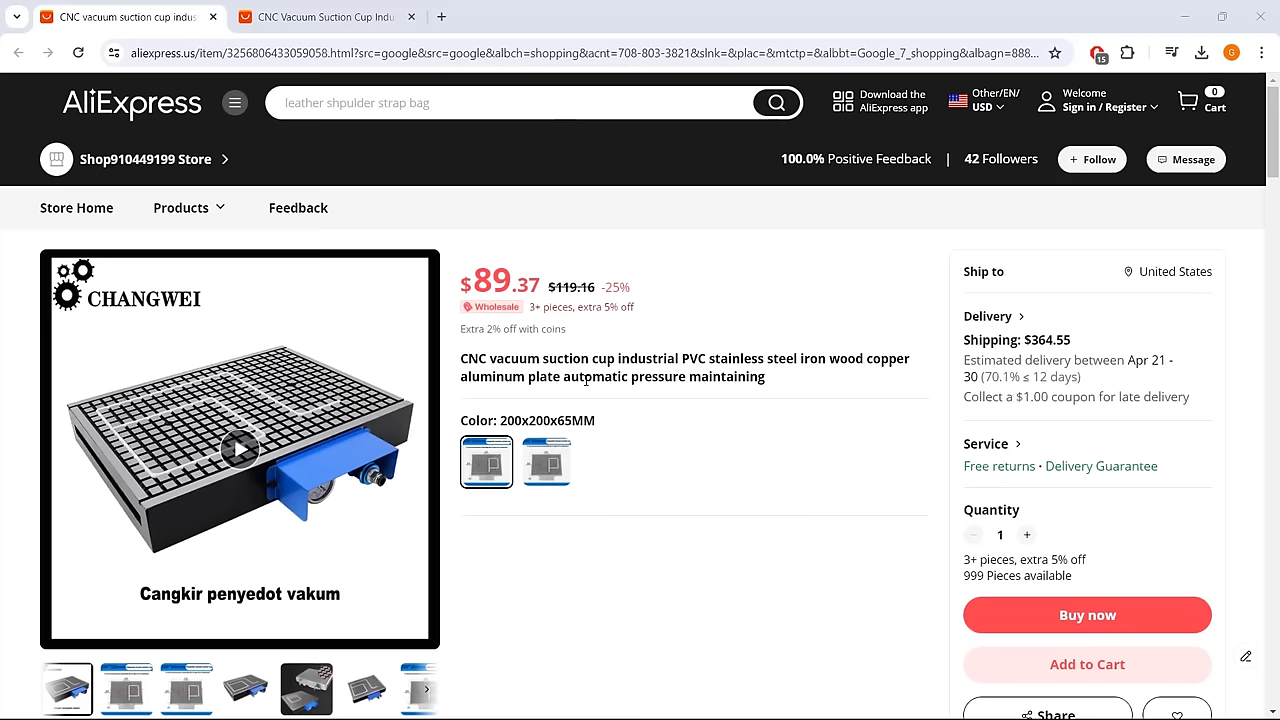 CNC vacuum suction cup indus
CNC Vacuum Suction Cup Indu
aliexpress.us/item/3256806433059058.html?src=google&src=google&albch=shopping&acnt=708-803-3821&slnk=&plac=&mtctp=&albbt=Google_7_shopping&albagn=888...
15
G
AliExpress
leather shpulder strap bag
Download the
AliExpress app
Other/EN/
USD
Welcome
Sign in / Register
0
Cart
Shop910449199 Store
100.0% Positive Feedback | 42 Followers
+ Follow
Message
Store Home
Products
Feedback
CHANGWEI
Cangkir penyedot vakum
$89.37 $119.16 -25%
Wholesale 3+ pieces, extra 5% off
Extra 2% off with coins
CNC vacuum suction cup industrial PVC stainless steel iron wood copper
aluminum plate automatic pressure maintaining
Color: 200x200x65MM
Ship to
United States
Delivery
Shipping: $364.55
Estimated delivery between Apr 21 -
30 (70.1% ≤ 12 days)
Collect a $1.00 coupon for late delivery
Service
Free returns · Delivery Guarantee
Quantity
− 1 +
3+ pieces, extra 5% off
999 Pieces available
Buy now
Add to Cart
Share